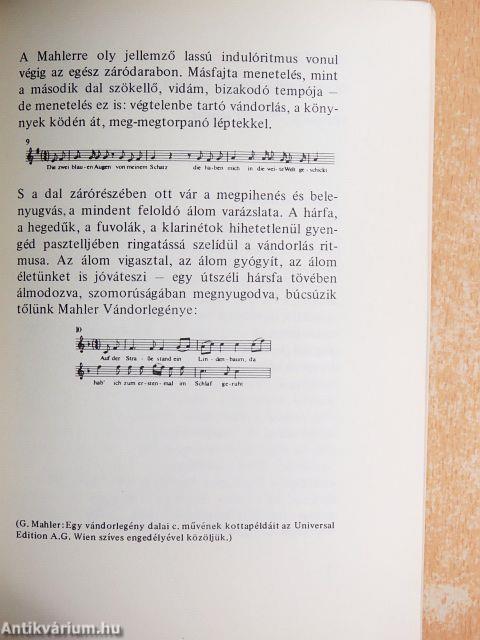 A Mahlerre oly jellemző lassú indulóritmus vonul
végig az egész záródarabon. Másfajta menetelés, mint
a második dal szökellő, vidám, bizakodó tempója –
de menetelés ez is: végtelenbe tartó vándorlás, a köny-
nyek ködén át, meg-megtorpanó léptekkel.
9
Die zwei blau-en Augen von meinem Schatz die ha-ben mich in die wei-te Welt ge-schickt
S a dal zárórészében ott vár a megpihenés és bele-
nyugvás, a mindent feloldó álom varázslata. A hárfa,
a hegedűk, a fuvolák, a klarinétok hihetetlenül gyen-
géd pasztelljében ringatássá szelídül a vándorlás rit-
musa. Az álom vigasztal, az álom gyógyít, az álom
életünket is jóváteszi – egy útszéli hársfa tövében
álmodozva, szomorúságában megnyugodva, búcsúzik
tőlünk Mahler Vándorlegénye:
10
Auf der Stra - ße stand ein Lin - den-baum, da
hab' ich zum er-sten-mal im Schlaf ge-ruht
(G. Mahler: Egy vándorlegény dalai c. művének kottapéldáit az Universal
Edition A.G. Wien szíves engedélyével közöljük.)
Antikvárium.hu